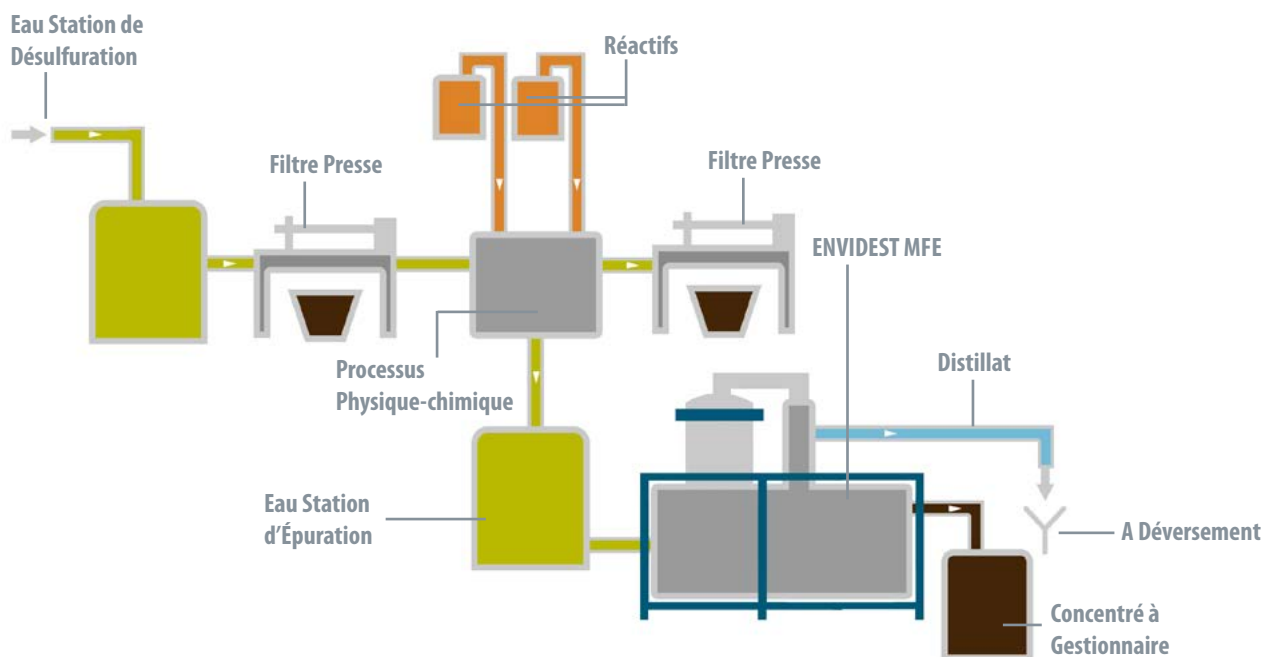 Eau Station de
Désulfuration
Réactifs
Filtre Presse
Filtre Presse
ENVIDEST MFE
Processus
Physique-chimique
Distillat
Eau Station
d'Épuration
A Déversement
Concentré à
Gestionnaire